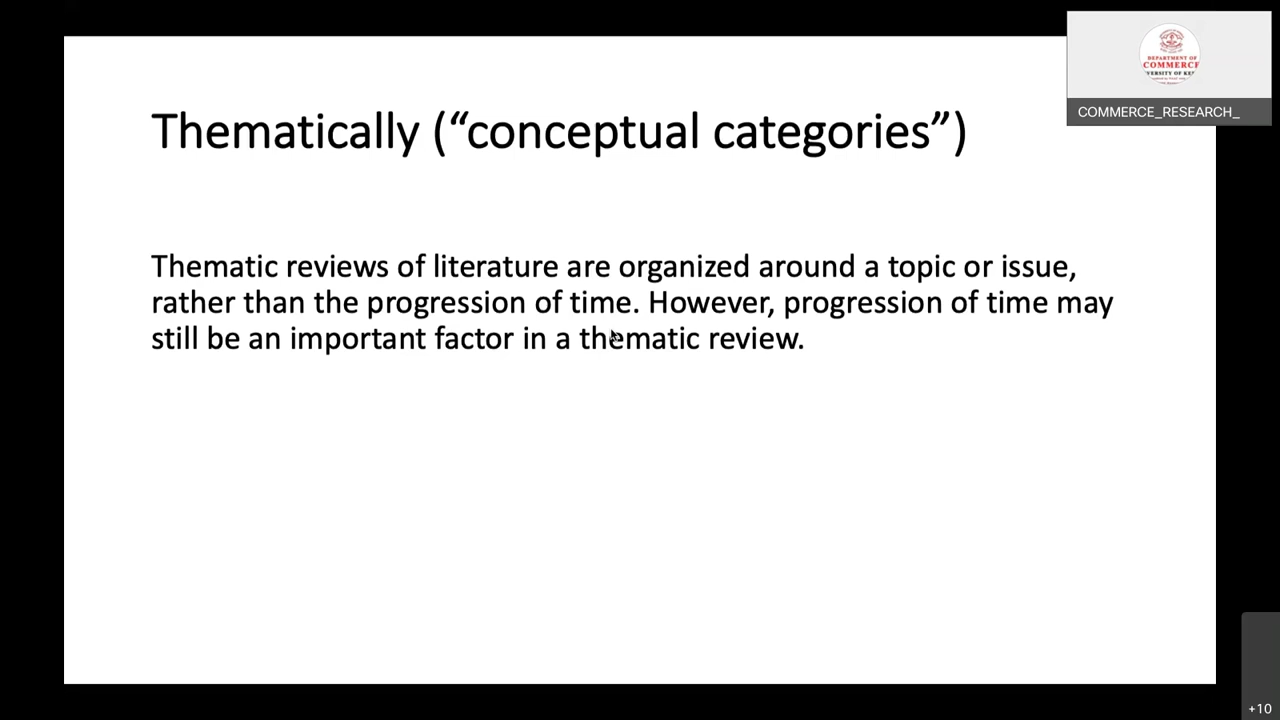 Thematically (“conceptual categories”)
Thematic reviews of literature are organized around a topic or issue,
rather than the progression of time. However, progression of time may
still be an important factor in a thematic review.
DEPARTMENT OF
COMMERCE
COMMERCE_RESEARCH_
+10